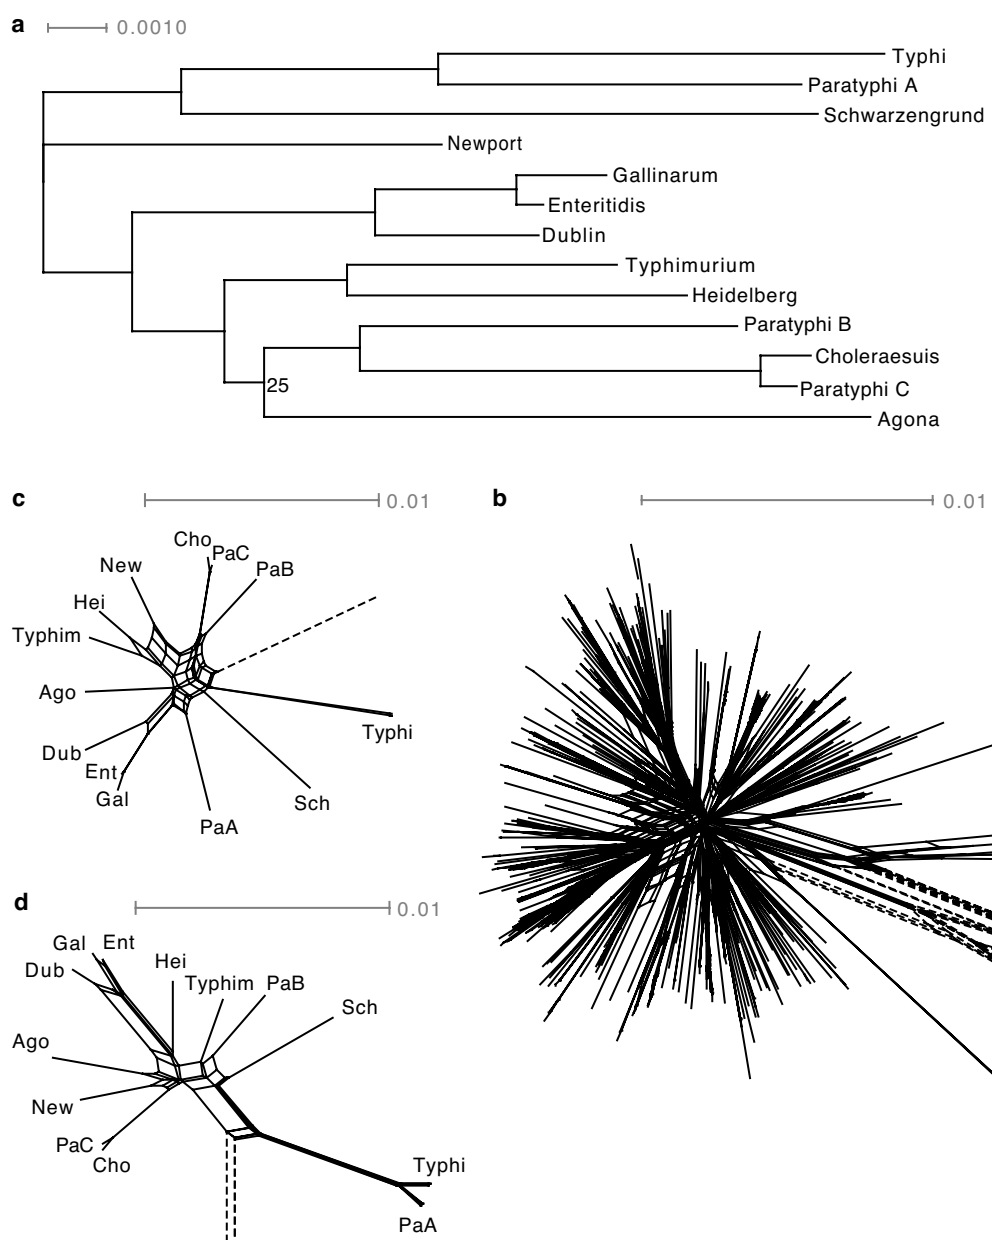 a 0.0010
Typhi
Paratyphi A
Schwarzengrund
Newport
Gallinarum
Enteritidis
Dublin
Typhimurium
Heidelberg
Paratyphi B
Choleraesuis
25
Paratyphi C
Agona
c 0.01
Cho
PaC
New
PaB
Hei
Typhim
Ago
Typhi
Dub
Ent
Gal
Sch
PaA
b 0.01
d 0.01
Gal Ent
Dub
Hei
Typhim PaB
Sch
Ago
New
PaC
Cho
Typhi
PaA